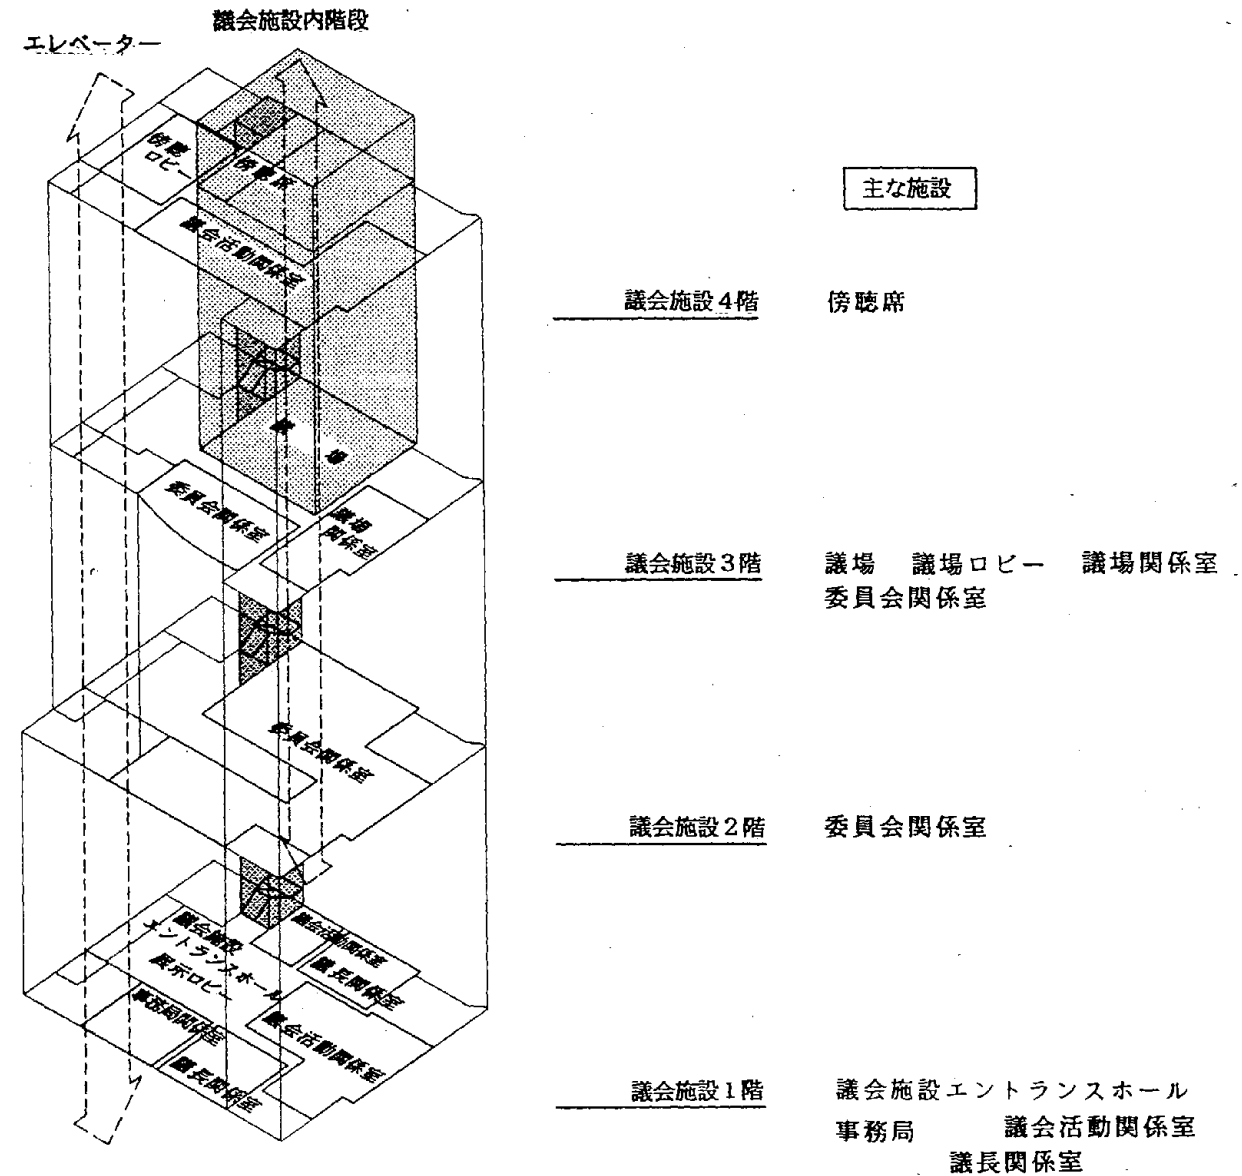 議会施設内階段
エレベーター
傍聴
ロビー
傍聴席
議会活動関係室
議場
委員会関係室
議場
関係室
委員会関係室
議会施設
エントランスホール
展示ロビー
議会活動関係室
議長関係室
事務局関係室
議会活動関係室
議長関係室
主な施設
議会施設4階 傍聴席
議会施設3階 議場 議場ロビー 議場関係室
委員会関係室
議会施設2階 委員会関係室
議会施設1階 議会施設エントランスホール
事務局 議会活動関係室
議長関係室